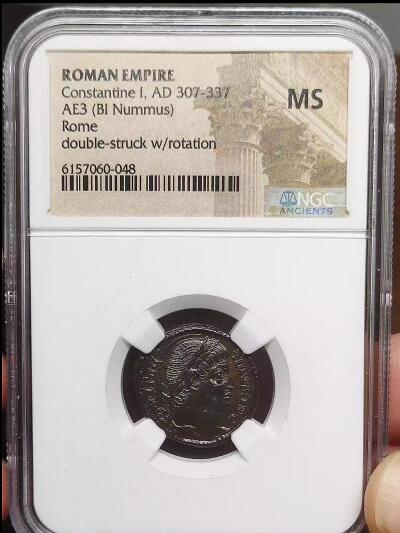 ROMAN EMPIRE
Constantine I, AD 307-337
AE3 (BI Nummus)
Rome
double-struck w/rotation
6157060-048
MS
NGC
ANCIENTS